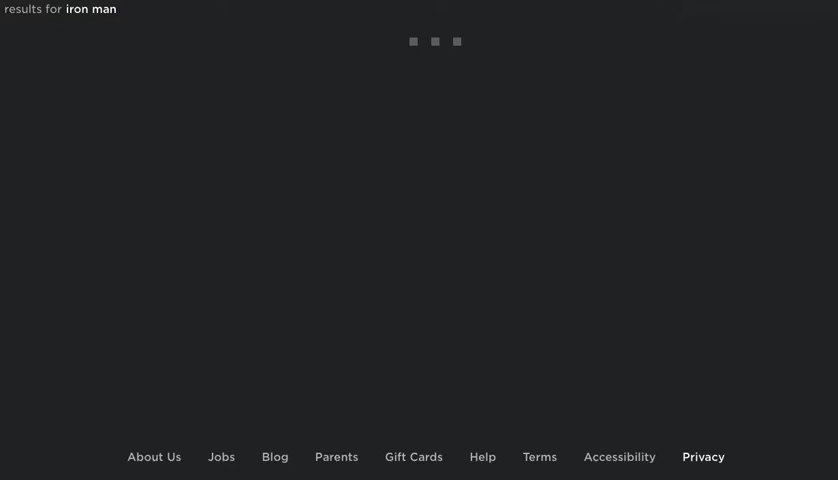 results for iron man
About Us Jobs Blog Parents Gift Cards Help Terms Accessibility Privacy